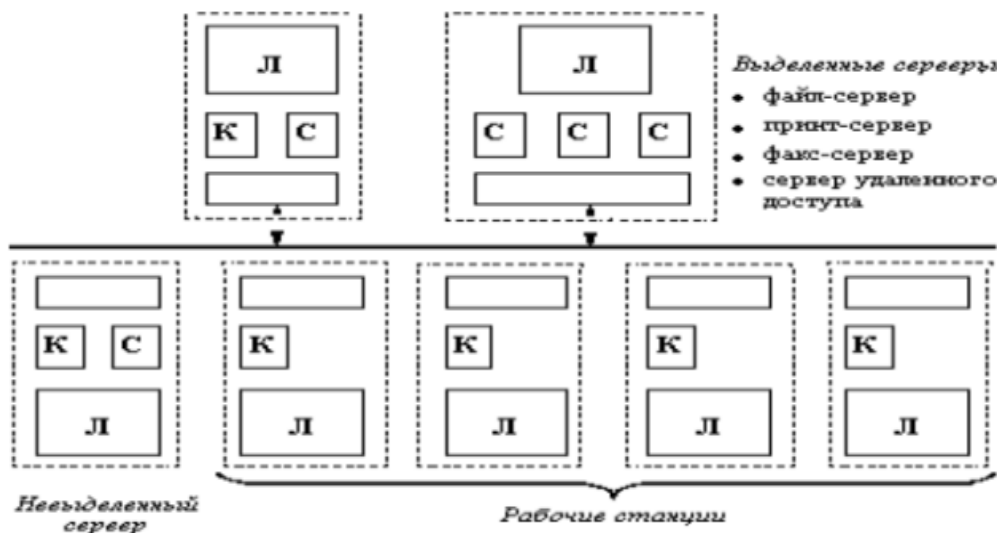 Л
К С
Л
С С С
Выделенные серверы
• файл-сервер
• принт-сервер
• факс-сервер
• сервер удаленного
доступа
К С
Л
К
Л
К
Л
К
Л
К
Л
Невыделенный
сервер
Рабочие станции